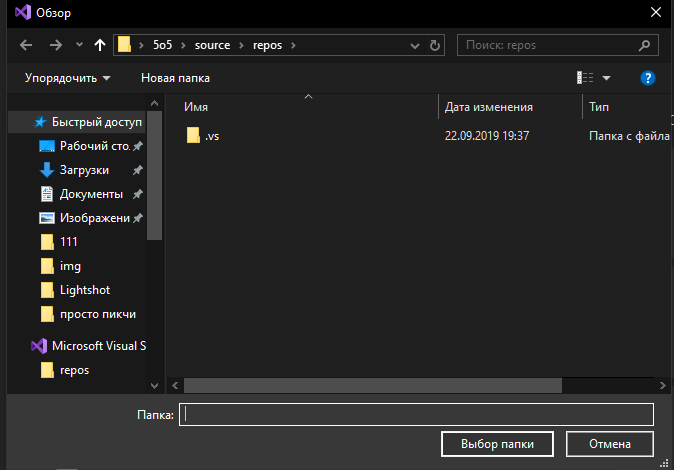 Обзор
5o5 › source › repos ›
Поиск: repos
Упорядочить
Новая папка
Имя
Дата изменения
Тип
.vs
22.09.2019 19:37
Папка с файла
Быстрый доступ
Рабочий сто.
Загрузки
Документы
Изображени
111
img
Lightshot
просто пикчи
Microsoft Visual S
repos
Папка:
Выбор папки
Отмена